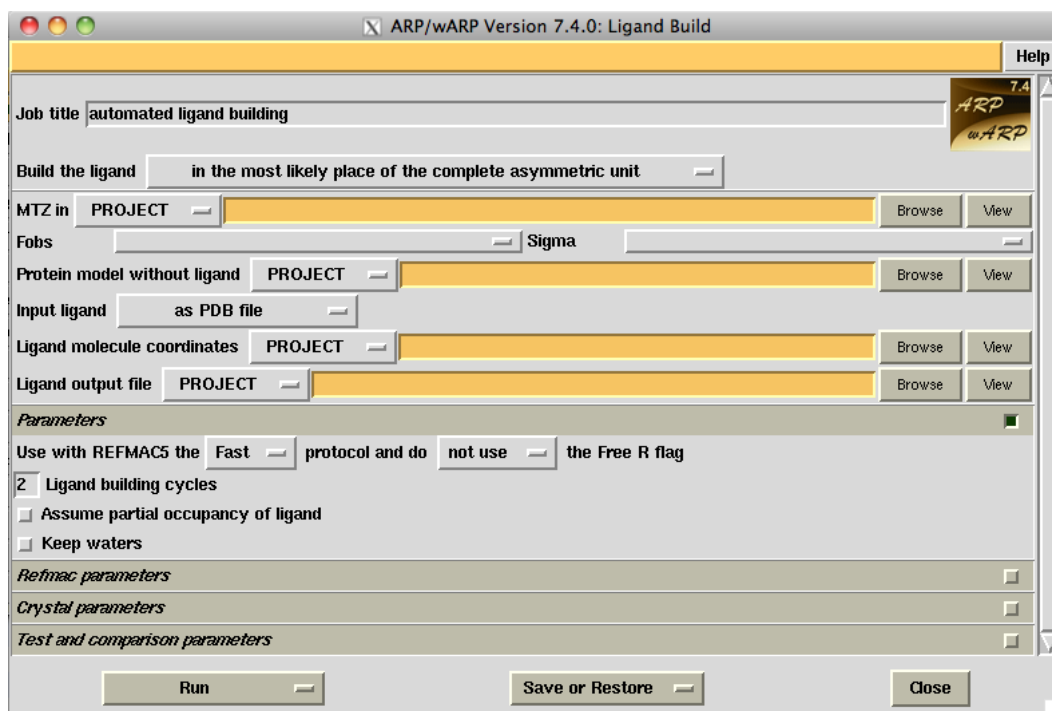 X ARP/wARP Version 7.4.0: Ligand Build
Help
Job title automated ligand building
7.4
ARP
wARP
Build the ligand in the most likely place of the complete asymmetric unit
MTZ in PROJECT Browse View
Fobs Sigma
Protein model without ligand PROJECT Browse View
Input ligand as PDB file
Ligand molecule coordinates PROJECT Browse View
Ligand output file PROJECT Browse View
Parameters
Use with REFMAC5 the Fast protocol and do not use the Free R flag
2 Ligand building cycles
Assume partial occupancy of ligand
Keep waters
Refmac parameters
Crystal parameters
Test and comparison parameters
Run Save or Restore Close